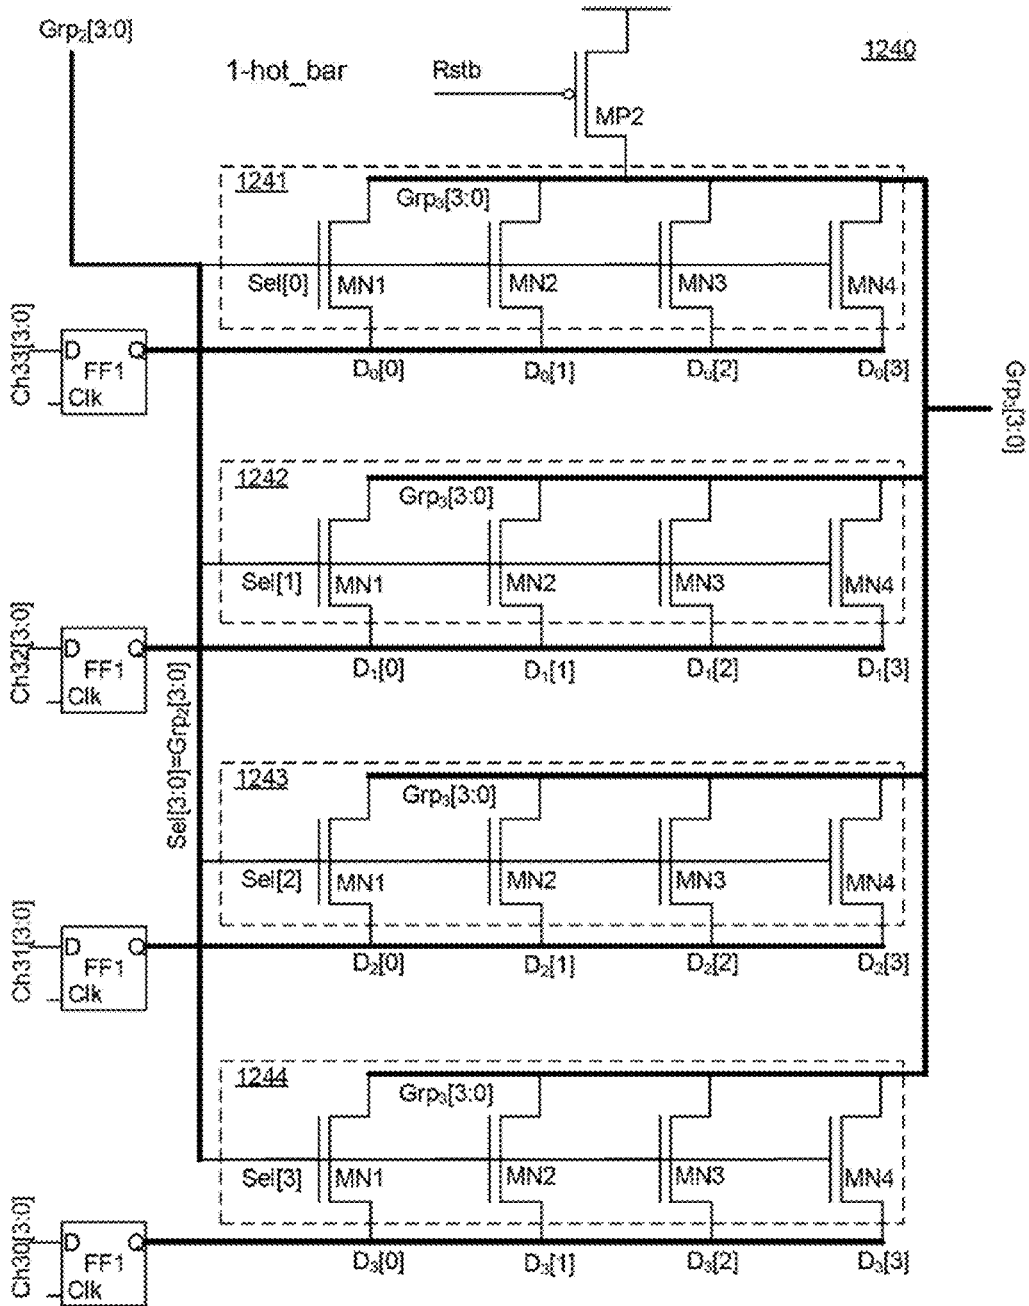 Grp₂[3:0]
1-hot_bar
Rstb
1240
MP2
1241
Grp₃[3:0]
Sel[0]
MN1
MN2
MN3
MN4
Ch33[3:0]
D
Q
FF1
Clk
D₀[0]
D₀[1]
D₀[2]
D₀[3]
Grp₃[3:0]
1242
Grp₃[3:0]
Sel[1]
MN1
MN2
MN3
MN4
Ch32[3:0]
D
Q
FF1
Clk
D₁[0]
D₁[1]
D₁[2]
D₁[3]
Sel[3:0]=Grp₂[3:0]
1243
Grp₃[3:0]
Sel[2]
MN1
MN2
MN3
MN4
Ch31[3:0]
D
Q
FF1
Clk
D₂[0]
D₂[1]
D₂[2]
D₂[3]
1244
Grp₃[3:0]
Sel[3]
MN1
MN2
MN3
MN4
Ch30[3:0]
D
Q
FF1
Clk
D₃[0]
D₃[1]
D₃[2]
D₃[3]